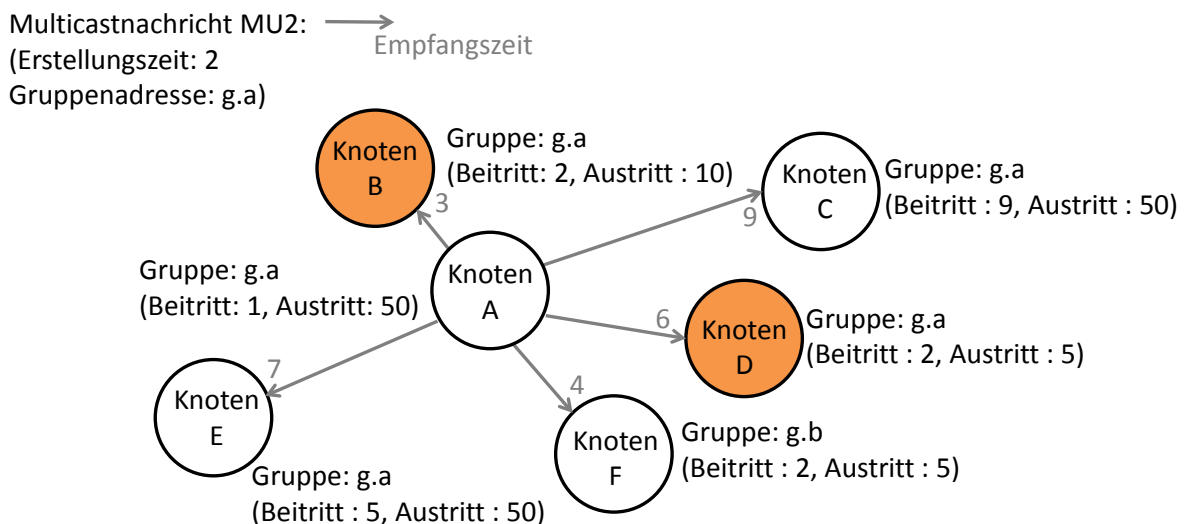 Multicastnachricht MU2:
Empfangszeit
(Erstellungszeit: 2
Gruppenadresse: g.a)
Knoten
B
Gruppe: g.a
(Beitritt: 2, Austritt : 10)
3
Knoten
C
Gruppe: g.a
(Beitritt : 9, Austritt : 50)
9
Gruppe: g.a
(Beitritt: 1, Austritt: 50)
Knoten
A
6
Knoten
D
Gruppe: g.a
(Beitritt : 2, Austritt : 5)
7
Knoten
E
Gruppe: g.a
(Beitritt : 5, Austritt : 50)
4
Knoten
F
Gruppe: g.b
(Beitritt : 2, Austritt : 5)